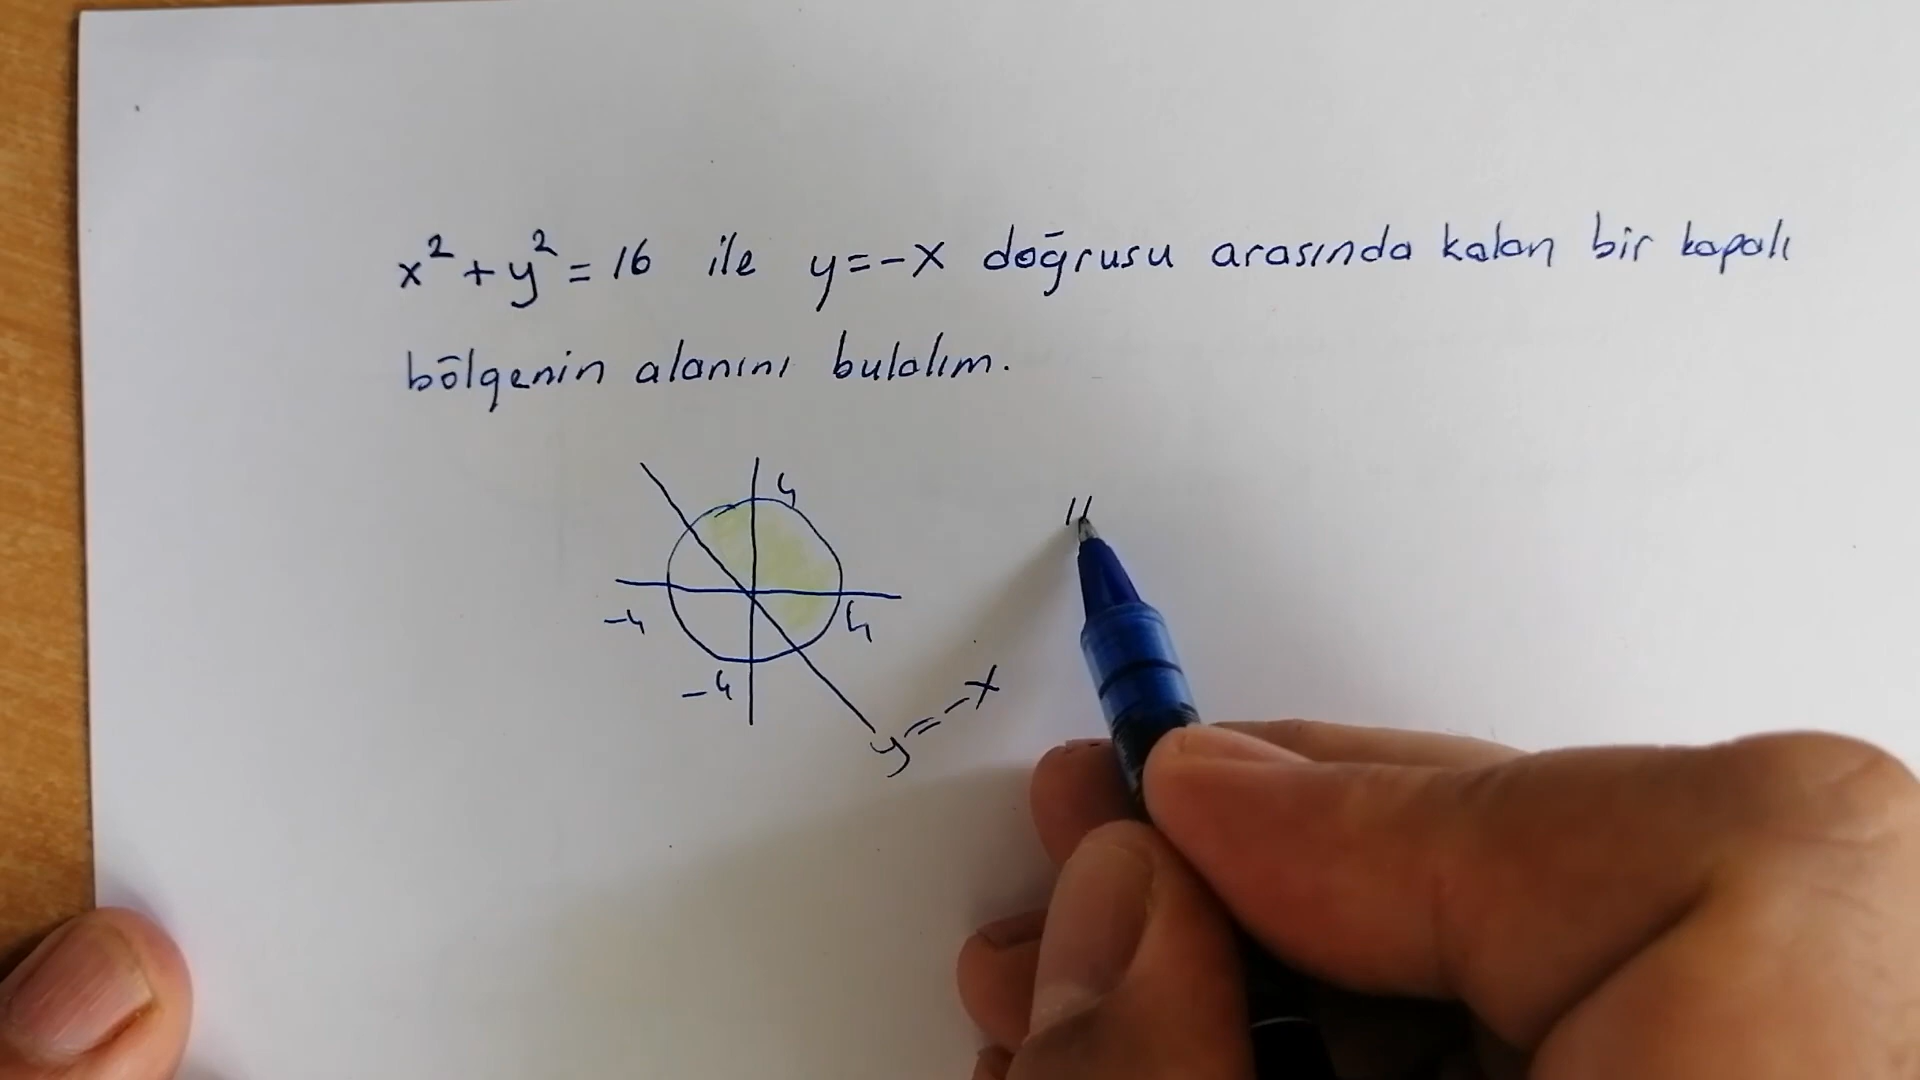 x² + y² = 16 ile y = -x doğrusu arasında kalan bir kapalı
bölgenin alanını bulalım.
4
-4
4
-4
y = -x